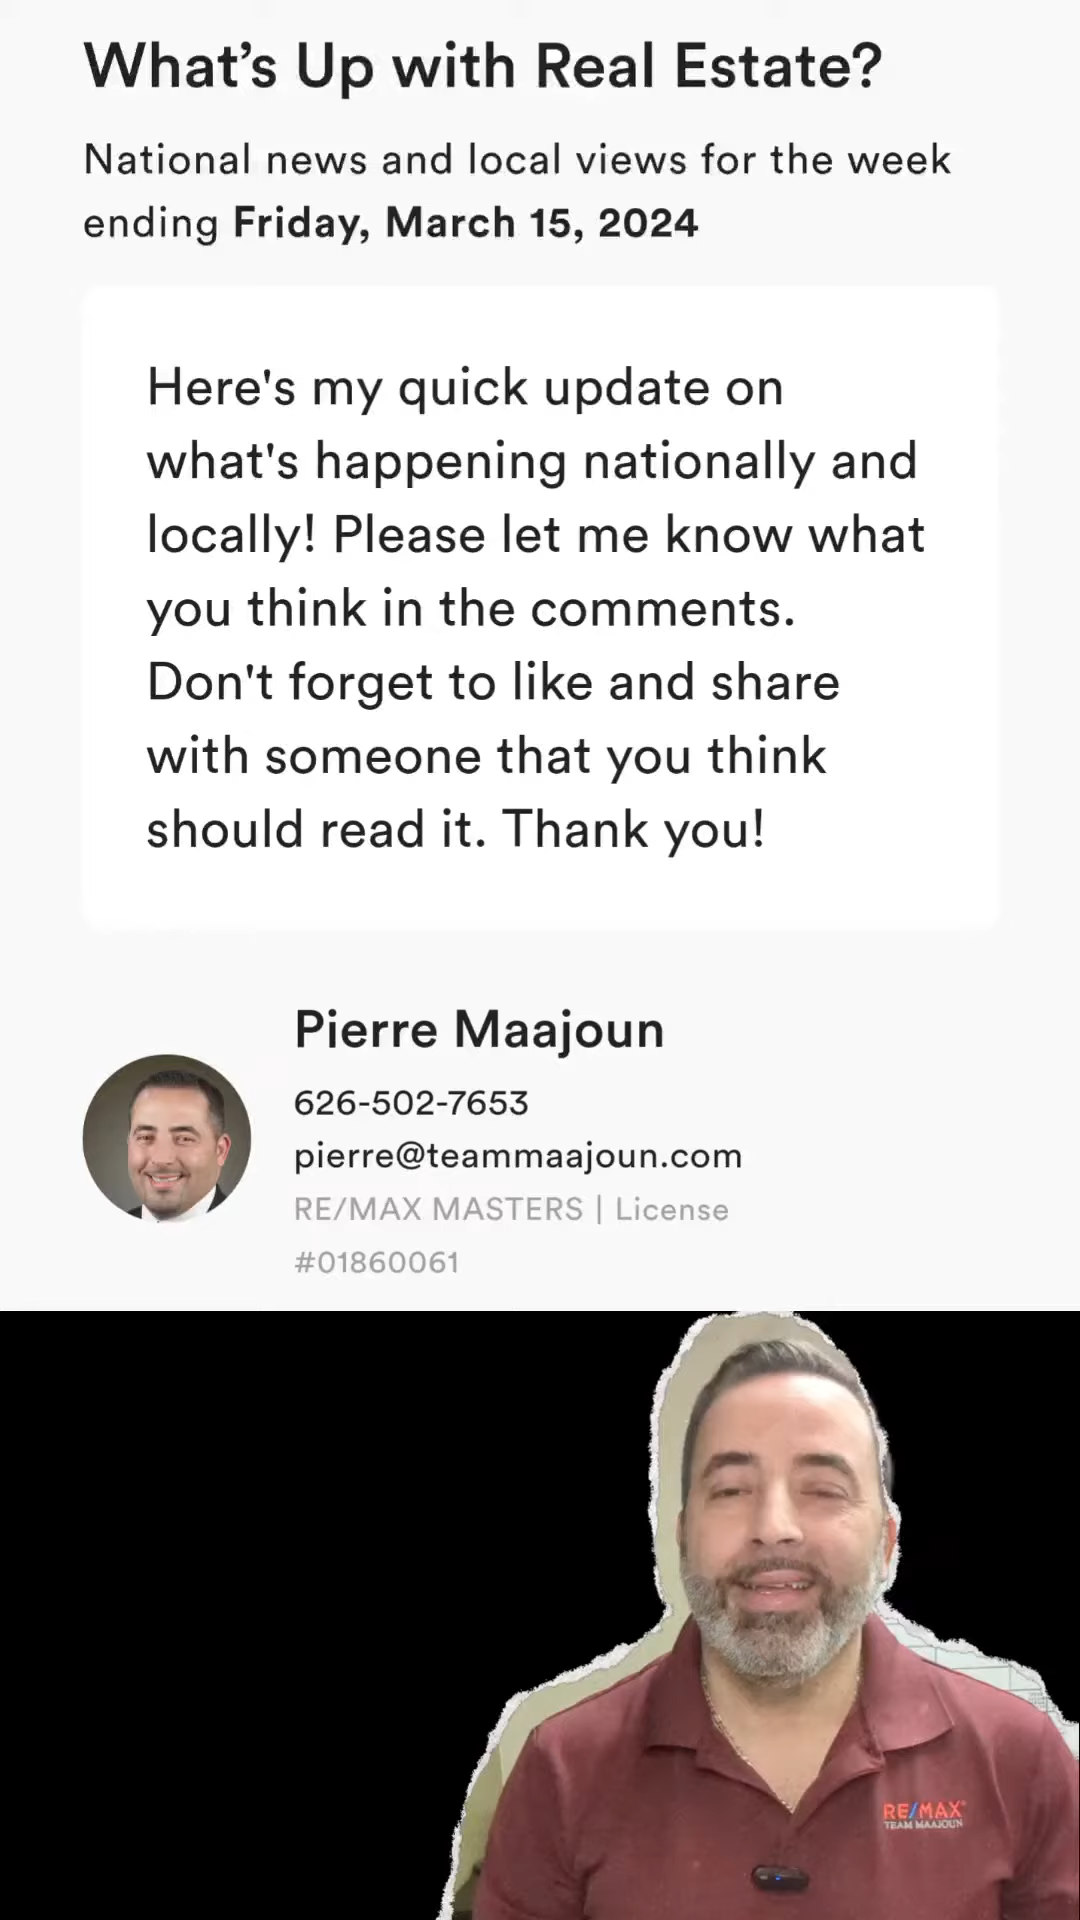 What’s Up with Real Estate?
National news and local views for the week
ending Friday, March 15, 2024
Here's my quick update on
what's happening nationally and
locally! Please let me know what
you think in the comments.
Don't forget to like and share
with someone that you think
should read it. Thank you!
Pierre Maajoun
626-502-7653
pierre@teammaajoun.com
RE/MAX MASTERS | License
#01860061
RE/MAX
TEAM MAAJOUN